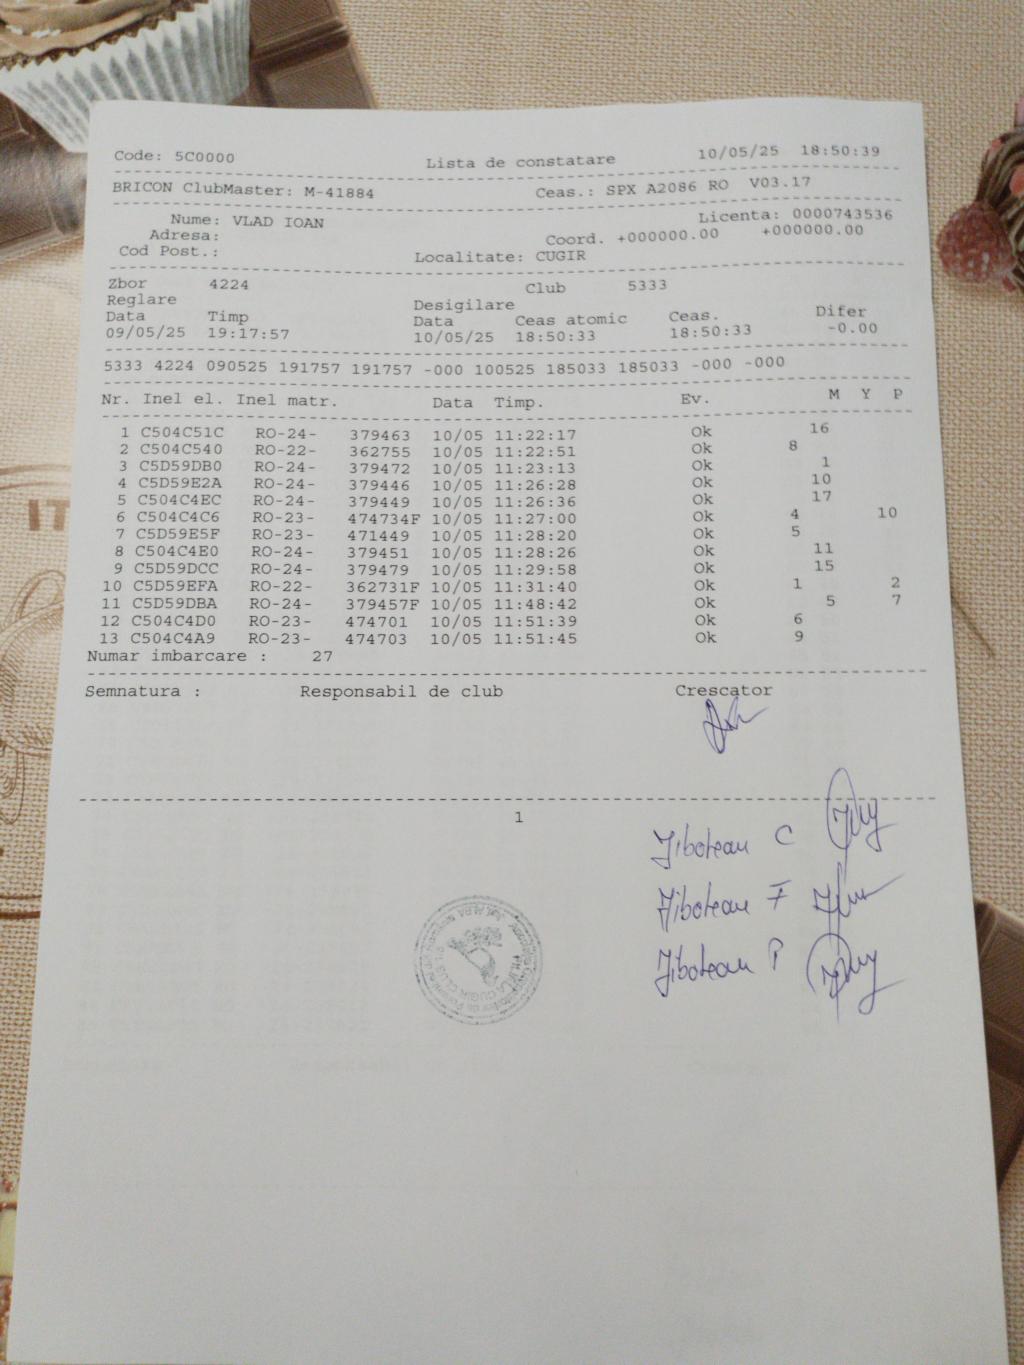 Code: 5C0000 Lista de constatare 10/05/25 18:50:39
BRICON ClubMaster: M-41884 Ceas.: SPX A2086 RO V03.17
Nume: VLAD IOAN Licenta: 0000743536
Adresa: Coord. +000000.00 +000000.00
Cod Post.: Localitate: CUGIR
Zbor 4224 Club 5333
Reglare Desigilare
Data Timp Data Ceas atomic Ceas. Difer
09/05/25 19:17:57 10/05/25 18:50:33 18:50:33 -0.00
5333 4224 090525 191757 191757 -000 100525 185033 185033 -000 -000
Nr. Inel el. Inel matr. Data Timp. Ev. M Y P
1 C504C51C RO-24- 379463 10/05 11:22:17 Ok 16
2 C504C540 RO-22- 362755 10/05 11:22:51 Ok 8
3 C5D59DB0 RO-24- 379472 10/05 11:23:13 Ok 1
4 C5D59E2A RO-24- 379446 10/05 11:26:28 Ok 10
5 C504C4EC RO-24- 379449 10/05 11:26:36 Ok 17
6 C504C4C6 RO-23- 474734F 10/05 11:27:00 Ok 4 10
7 C5D59E5F RO-23- 471449 10/05 11:28:20 Ok 5
8 C504C4E0 RO-24- 379451 10/05 11:28:26 Ok 11
9 C5D59DCC RO-24- 379479 10/05 11:29:58 Ok 15
10 C5D59EFA RO-22- 362731F 10/05 11:31:40 Ok 1 2
11 C5D59DBA RO-24- 379457F 10/05 11:48:42 Ok 5 7
12 C504C4D0 RO-23- 474701 10/05 11:51:39 Ok 6
13 C504C4A9 RO-23- 474703 10/05 11:51:45 Ok 9
Numar imbarcare : 27
Semnatura : Responsabil de club Crescator
1
Jiboteau C
Jiboteau F
Jiboteau P
IT